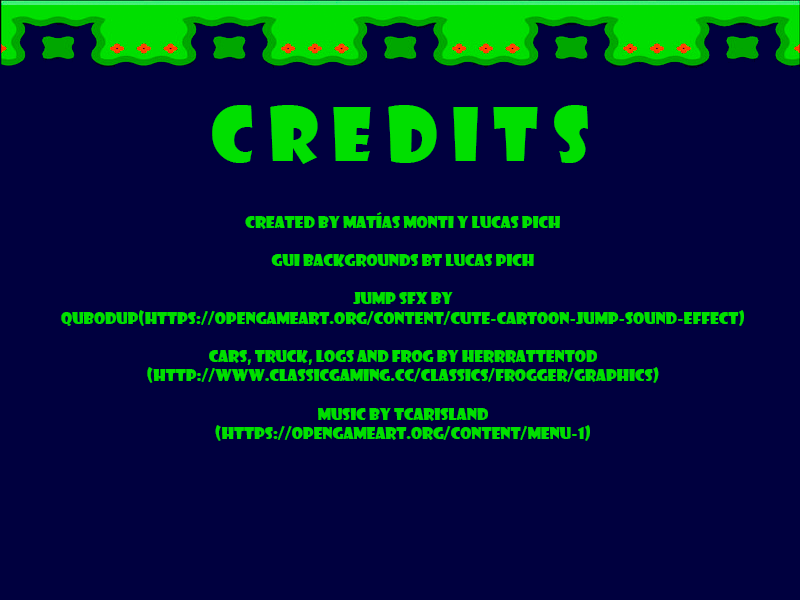 CREDITS
CREATED BY MATÍAS MONTI Y LUCAS PICH
GUI BACKGROUNDS BT LUCAS PICH
JUMP SFX BY
QUBODUP(HTTPS://OPENGAMEART.ORG/CONTENT/CUTE-CARTOON-JUMP-SOUND-EFFECT)
CARS, TRUCK, LOGS AND FROG BY HERRRATTENTOD
(HTTP://WWW.CLASSICGAMING.CC/CLASSICS/FROGGER/GRAPHICS)
MUSIC BY TCARISLAND
(HTTPS://OPENGAMEART.ORG/CONTENT/MENU-1)